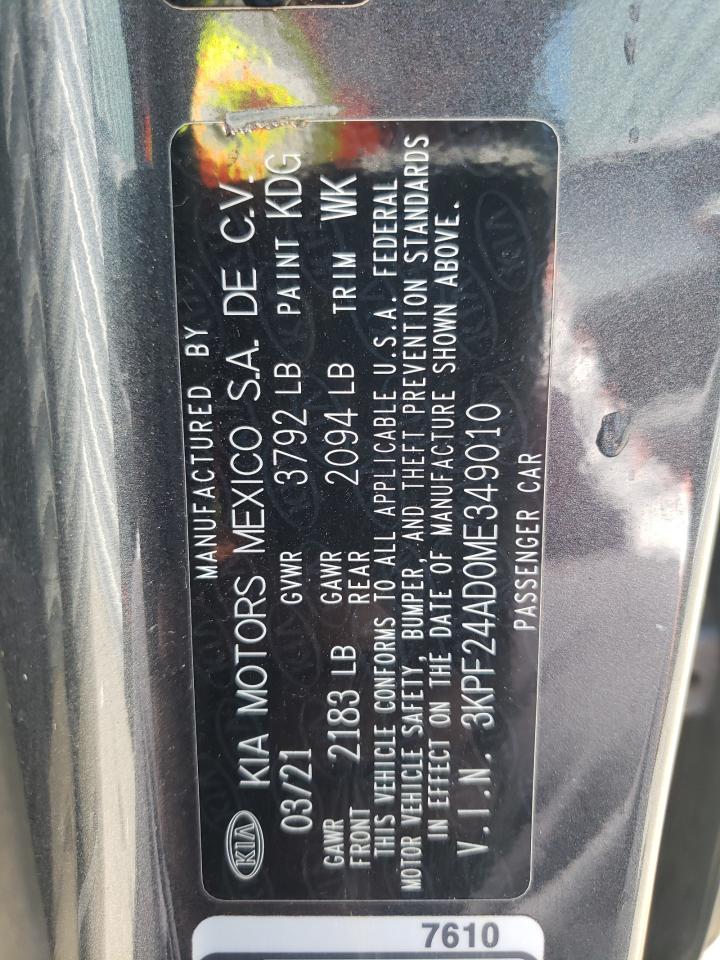 MANUFACTURED BY
KIA KIA MOTORS MEXICO S.A. DE C.V.
03/21 GVWR 3792 LB PAINT KDG
GAWR FRONT 2183 LB GAWR REAR 2094 LB TRIM WK
THIS VEHICLE CONFORMS TO ALL APPLICABLE U.S.A. FEDERAL
MOTOR VEHICLE SAFETY, BUMPER, AND THEFT PREVENTION STANDARDS
IN EFFECT ON THE DATE OF MANUFACTURE SHOWN ABOVE.
V.I.N. 3KPF24AD0ME349010
PASSENGER CAR
7610